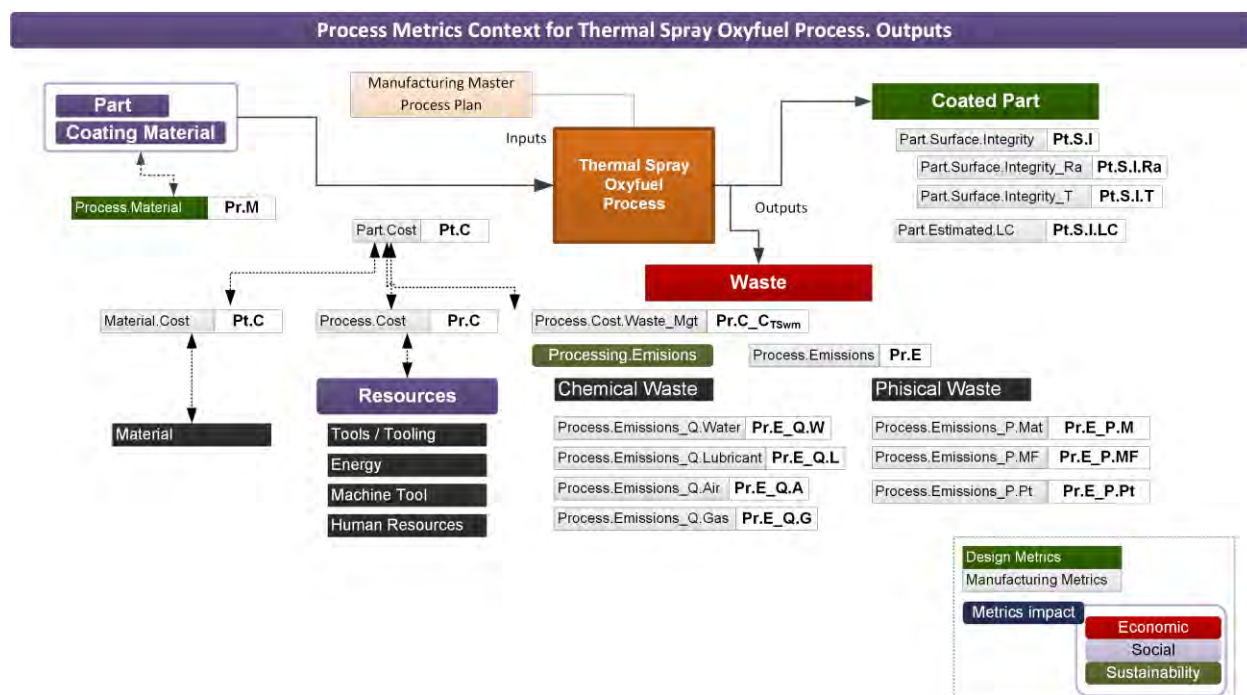 Process Metrics Context for Thermal Spray Oxyfuel Process. Outputs
Part
Coating Material
Manufacturing Master
Process Plan
Coated Part
Inputs
Thermal Spray
Oxyfuel
Process
Outputs
Part.Surface.Integrity Pt.S.I
Part.Surface.Integrity_Ra Pt.S.I.Ra
Part.Surface.Integrity_T Pt.S.I.T
Part.Estimated.LC Pt.S.I.LC
Process.Material Pr.M
Part.Cost Pt.C
Waste
Material.Cost Pt.C
Process.Cost Pr.C
Process.Cost.Waste_Mgt Pr.C_CTSwm
Processing.Emisions
Process.Emissions Pr.E
Resources
Chemical Waste
Phisical Waste
Material
Tools / Tooling
Energy
Machine Tool
Human Resources
Process.Emissions_Q.Water Pr.E_Q.W
Process.Emissions_Q.Lubricant Pr.E_Q.L
Process.Emissions_Q.Air Pr.E_Q.A
Process.Emissions_Q.Gas Pr.E_Q.G
Process.Emissions_P.Mat Pr.E_P.M
Process.Emissions_P.MF Pr.E_P.MF
Process.Emissions_P.Pt Pr.E_P.Pt
Design Metrics
Manufacturing Metrics
Metrics impact
Economic
Social
Sustainability